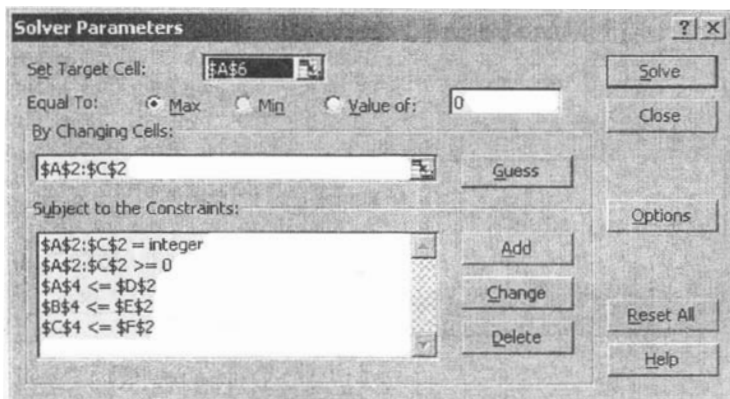 Solver Parameters
? X
Set Target Cell: $A$6
Solve
Equal To: Max Min Value of: 0
Close
By Changing Cells:
$A$2:$C$2
Guess
Subject to the Constraints:
Options
$A$2:$C$2 = integer
Add
$A$2:$C$2 >= 0
$A$4 <= $D$2
Change
$B$4 <= $E$2
$C$4 <= $F$2
Reset All
Delete
Help